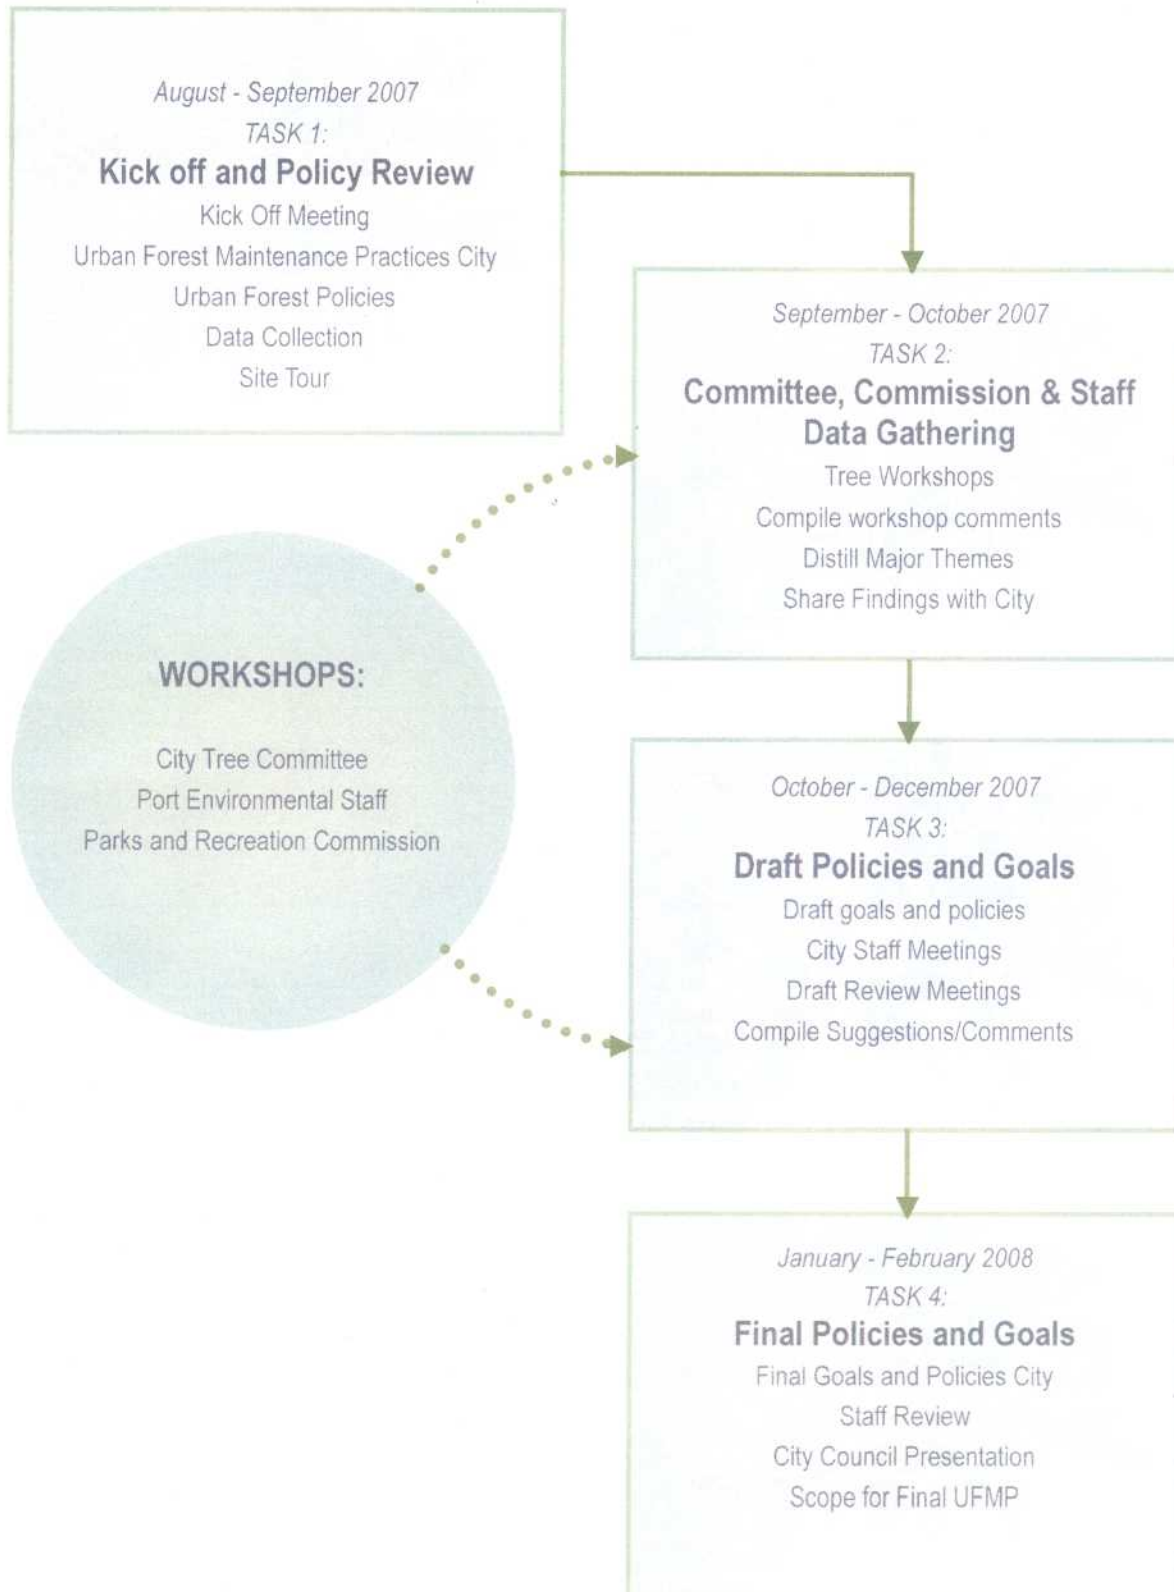 August - September 2007
TASK 1:
Kick off and Policy Review
Kick Off Meeting
Urban Forest Maintenance Practices City
Urban Forest Policies
Data Collection
Site Tour
September - October 2007
TASK 2:
Committee, Commission & Staff
Data Gathering
Tree Workshops
Compile workshop comments
Distill Major Themes
Share Findings with City
WORKSHOPS:
City Tree Committee
Port Environmental Staff
Parks and Recreation Commission
October - December 2007
TASK 3:
Draft Policies and Goals
Draft goals and policies
City Staff Meetings
Draft Review Meetings
Compile Suggestions/Comments
January - February 2008
TASK 4:
Final Policies and Goals
Final Goals and Policies City
Staff Review
City Council Presentation
Scope for Final UFMP